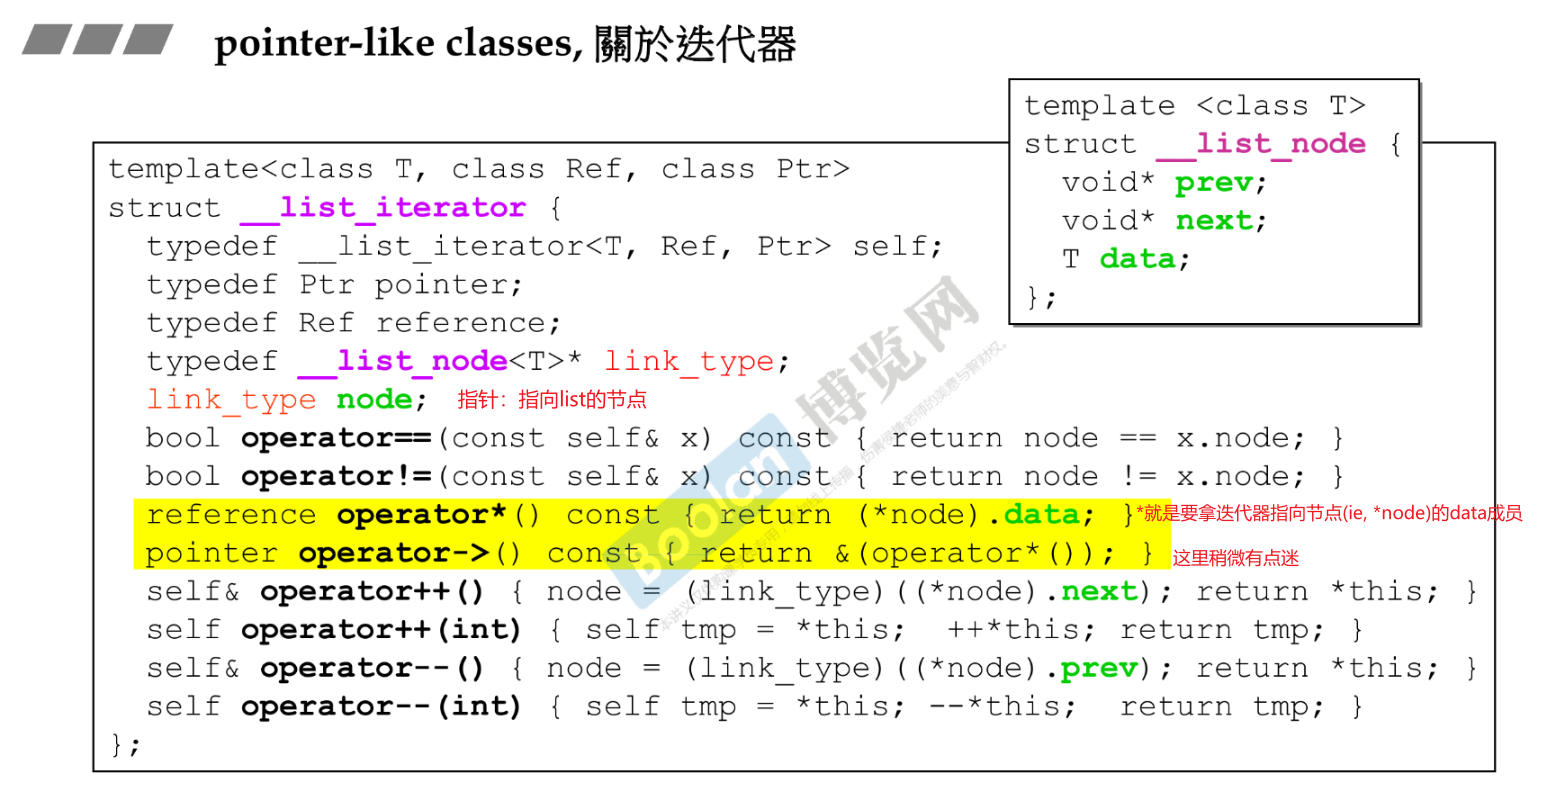 pointer-like classes, 關於迭代器
template <class T>
struct __list_node {
void* prev;
void* next;
T data;
};
template<class T, class Ref, class Ptr>
struct __list_iterator {
typedef __list_iterator<T, Ref, Ptr> self;
typedef Ptr pointer;
typedef Ref reference;
typedef __list_node<T>* link_type;
link_type node; 指针：指向list的节点
bool operator==(const self& x) const { return node == x.node; }
bool operator!=(const self& x) const { return node != x.node; }
reference operator*() const { return (*node).data; } *就是要拿迭代器指向节点(ie, *node)的data成员
pointer operator->() const { return &(operator*()); } 这里稍微有点迷
self& operator++() { node = (link_type)((*node).next); return *this; }
self operator++(int) { self tmp = *this; ++*this; return tmp; }
self& operator--() { node = (link_type)((*node).prev); return *this; }
self operator--(int) { self tmp = *this; --*this; return tmp; }
};
Boolan 博览网